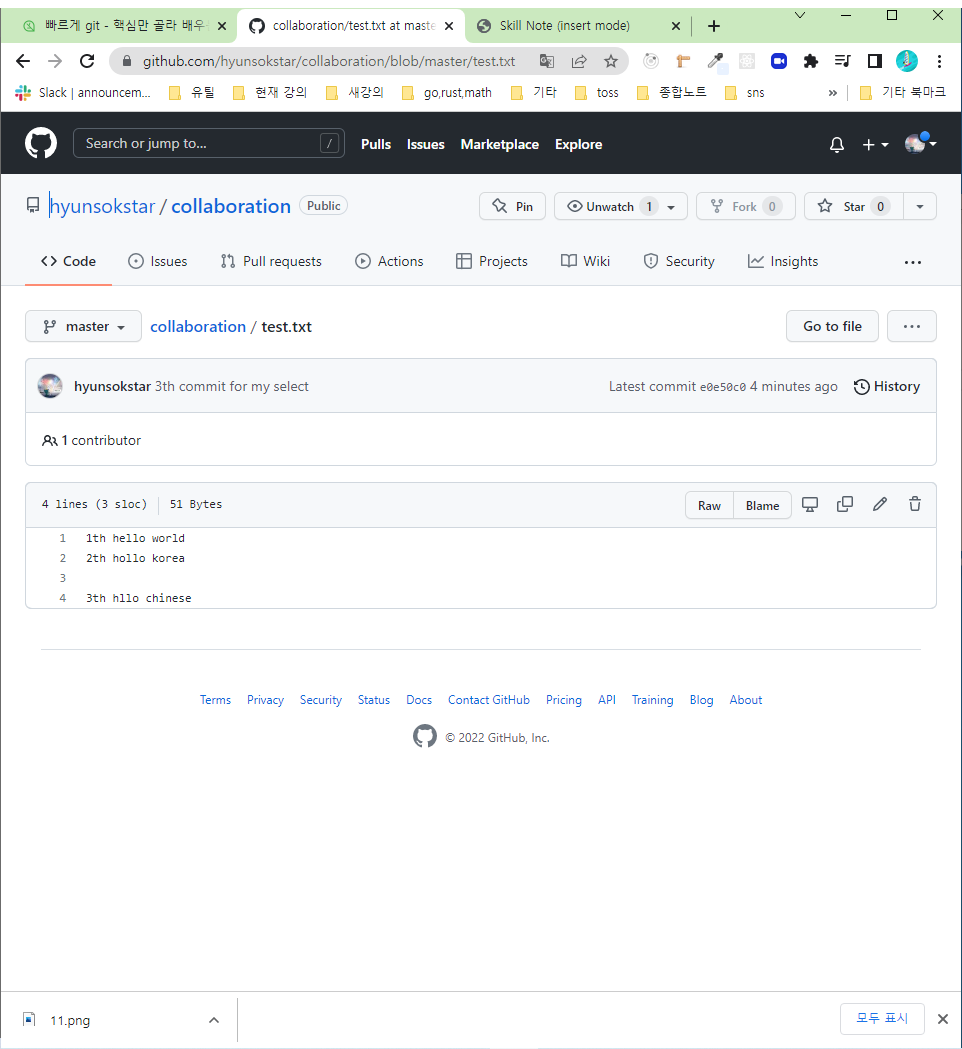 빠르게 git - 핵심만 골라 배우 collaboration/test.txt at maste Skill Note (insert mode)
github.com/hyunsokstar/collaboration/blob/master/test.txt
Slack | announcem... 유틸 현재 강의 새강의 go,rust,math 기타 toss 종합노트 sns » 기타 북마크
Search or jump to... / Pulls Issues Marketplace Explore
hyunsokstar / collaboration Public Pin Unwatch 1 Fork 0 Star 0
Code Issues Pull requests Actions Projects Wiki Security Insights ...
master collaboration / test.txt Go to file ...
hyunsokstar 3th commit for my select Latest commit e0e50c0 4 minutes ago History
1 contributor
4 lines (3 sloc) 51 Bytes Raw Blame
1 1th hello world
2 2th hollo korea
3
4 3th hllo chinese
Terms Privacy Security Status Docs Contact GitHub Pricing API Training Blog About
© 2022 GitHub, Inc.
11.png 모두 표시